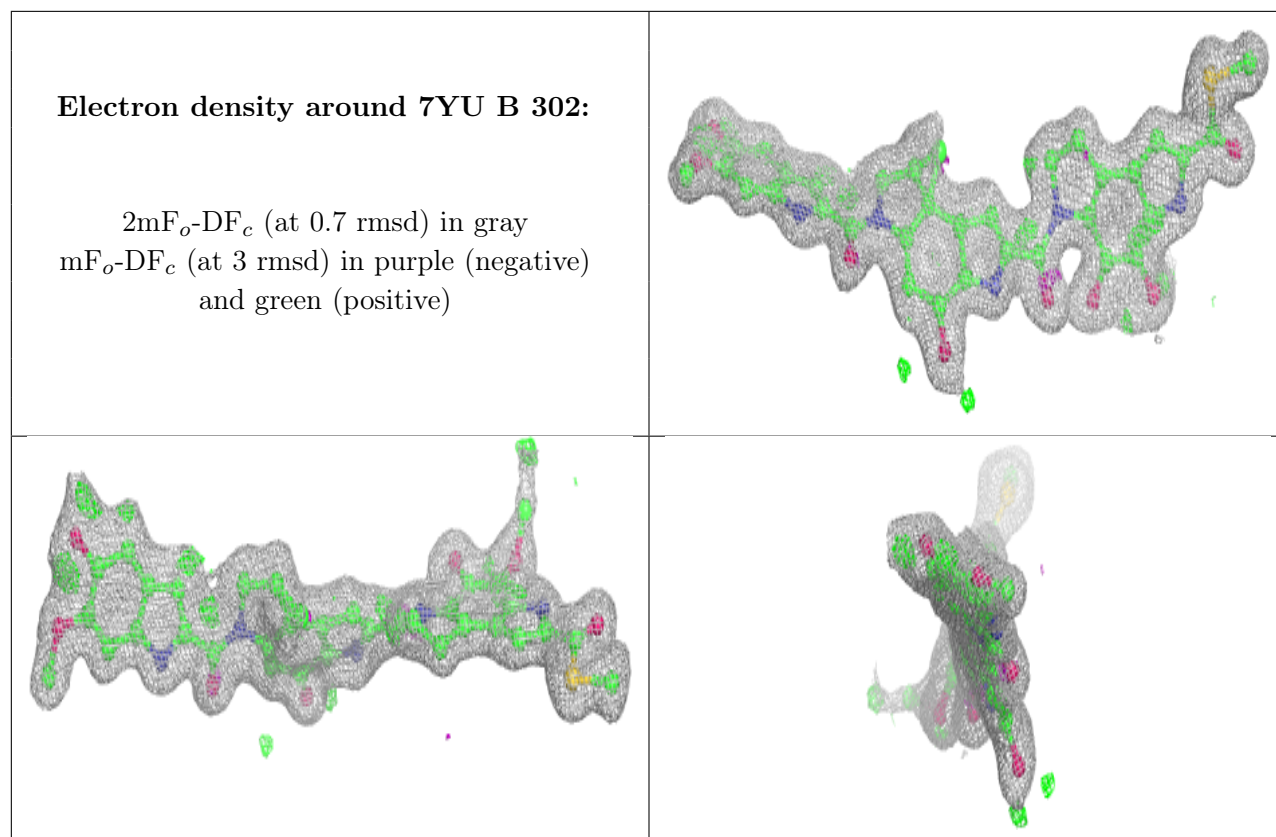 Electron density around 7YU B 302:
2mFₒ-DF𝒸 (at 0.7 rmsd) in gray
mFₒ-DF𝒸 (at 3 rmsd) in purple (negative)
and green (positive)